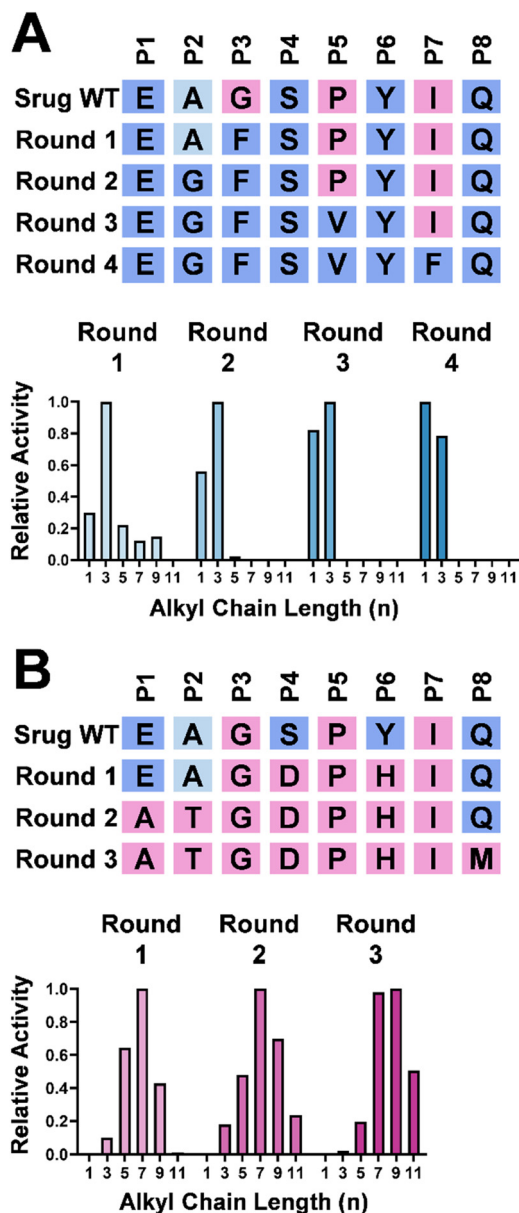 A
P1 P2 P3 P4 P5 P6 P7 P8
Srug WT E A G S P Y I Q
Round 1 E A F S P Y I Q
Round 2 E G F S P Y I Q
Round 3 E G F S V Y I Q
Round 4 E G F S V Y F Q
Round Round Round Round
1 2 3 4
1.0
0.8
0.6
0.4
0.2
0.0
Relative Activity
1 3 5 7 9 11 1 3 5 7 9 11 1 3 5 7 9 11 1 3 5 7 9 11
Alkyl Chain Length (n)
B
P1 P2 P3 P4 P5 P6 P7 P8
Srug WT E A G S P Y I Q
Round 1 E A G D P H I Q
Round 2 A T G D P H I Q
Round 3 A T G D P H I M
Round Round Round
1 2 3
1.0
0.8
0.6
0.4
0.2
0.0
Relative Activity
1 3 5 7 9 11 1 3 5 7 9 11 1 3 5 7 9 11
Alkyl Chain Length (n)